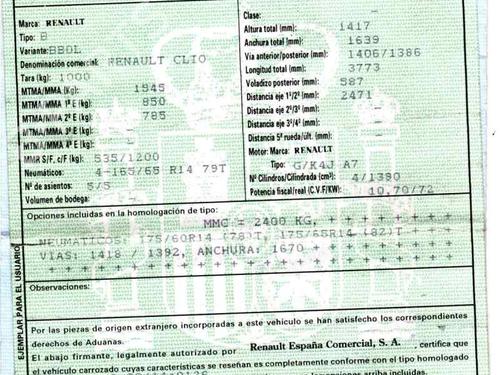 Marca: RENAULT
Tipo: B
Variante: BBOL
Denominación comercial: RENAULT CLIO
Tara (kg): 1000
MTMA/MMA (Kg): 1545
MTMA/MMA 1º E (kg): 850
MTMA/MMA 2º E (kg): 785
MTMA/MMA 3º E (kg): -
MTMA/MMA 4º E (kg): -
MMR S/F, c/F (kg): 535/1200
Neumáticos: 4-165/65 R14 79T
Nº de asientos: 5/5
Volumen de bodega: -
Clase: -
Altura total (mm): 1417
Anchura total (mm): 1639
Vía anterior/posterior (mm): 1406/1386
Longitud total (mm): 3773
Voladizo posterior (mm): 587
Distancia eje 1º/2º (mm): 2471
Distancia eje 2º/3º (mm): -
Distancia eje 3º/4º (mm): -
Distancia 5ª rueda/últ. (mm): -
Motor: Marca: RENAULT
Tipo: G/K4J A7
Nº Cilindros/Cilindrada (cm³): 4/1390
Potencia fiscal/real (C.V.F/KW): 10,70/72
Opciones incluidas en la homologación de tipo:
MMC = 2400 KG, + + + + + + + +
NEUMATICOS: 175/60R14 (78)T, 175/65R14 (82)T + + +
VIAS: 1418 / 1392, ANCHURA: 1670 + + + + + + + +
+ + + + + + + + + + + + + + + + + + + + + + + +
Observaciones:
EJEMPLAR PARA EL USUARIO
Por las piezas de origen extranjero incorporadas a este vehículo se han satisfecho los correspondientes
derechos de Aduanas.
El abajo firmante, legalmente autorizado por Renault España Comercial, S. A. , certifica que
el vehículo carrozado cuyas características se reseñan es completamente conforme con el tipo homologado
opciones arriba incluidas.